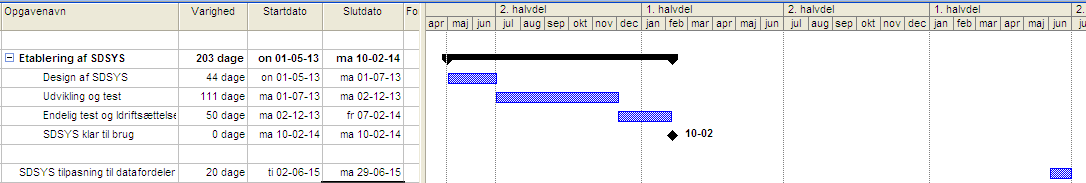 Opgavenavn Varighed Startdato Slutdato Fo 2. halvdel 1. halvdel 2. halvdel 1. halvdel 2.
apr maj jun jul aug sep okt nov dec jan feb mar apr maj jun jul aug sep okt nov dec jan feb mar apr maj jun ju
Etablering af SDSYS 203 dage on 01-05-13 ma 10-02-14
Design af SDSYS 44 dage on 01-05-13 ma 01-07-13
Udvikling og test 111 dage ma 01-07-13 ma 02-12-13
Endelig test og Idriftsættelse 50 dage ma 02-12-13 fr 07-02-14
SDSYS klar til brug 0 dage ma 10-02-14 ma 10-02-14 10-02
SDSYS tilpasning til datafordeler 20 dage ti 02-06-15 ma 29-06-15